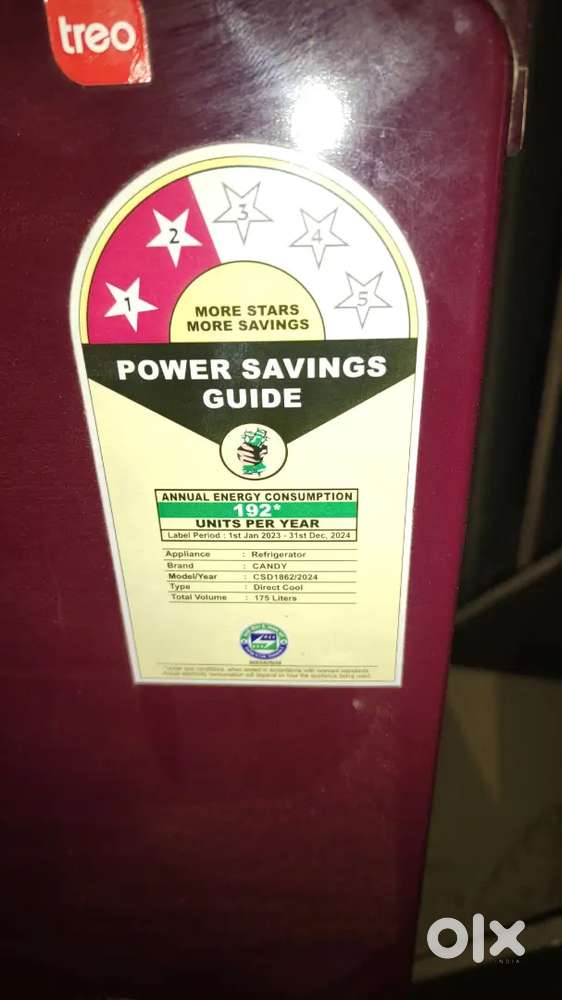 treo
1
2
3
4
5
MORE STARS
MORE SAVINGS
POWER SAVINGS
GUIDE
ANNUAL ENERGY CONSUMPTION
192*
UNITS PER YEAR
Label Period : 1st Jan 2023 - 31st Dec, 2024
Appliance : Refrigerator
Brand : CANDY
Model/Year : CSD1862/2024
Type : Direct Cool
Total Volume : 175 Liters
olx
INDIA